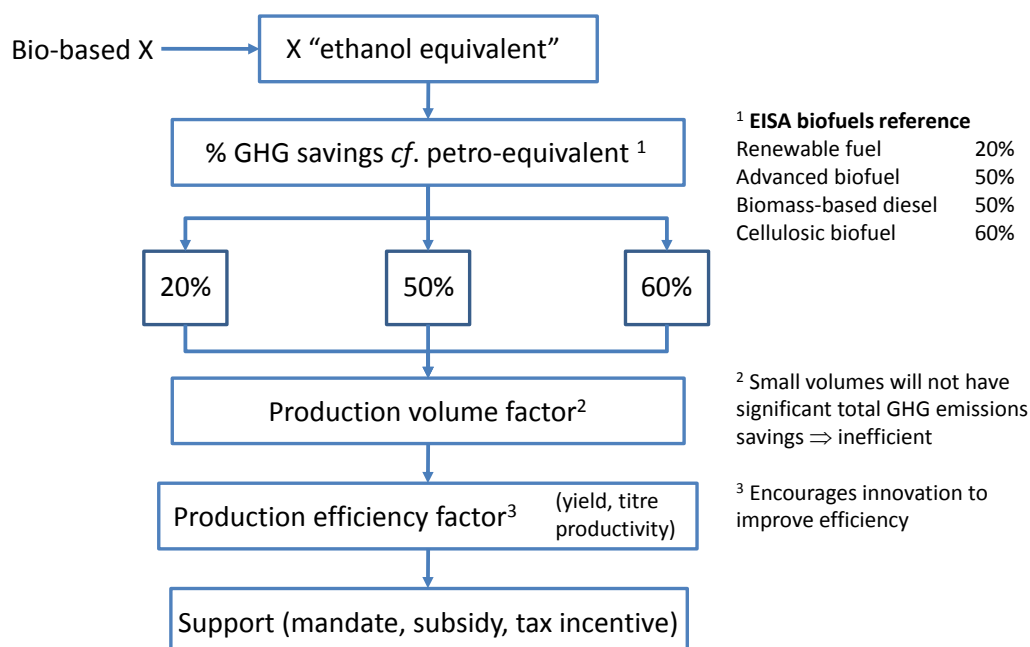 Bio-based X
X “ethanol equivalent”
% GHG savings cf. petro-equivalent 1
20%
50%
60%
Production volume factor2
Production efficiency factor3
(yield, titre
productivity)
Support (mandate, subsidy, tax incentive)
1 EISA biofuels reference
Renewable fuel 20%
Advanced biofuel 50%
Biomass-based diesel 50%
Cellulosic biofuel 60%
2 Small volumes will not have
significant total GHG emissions
savings ⇒ inefficient
3 Encourages innovation to
improve efficiency